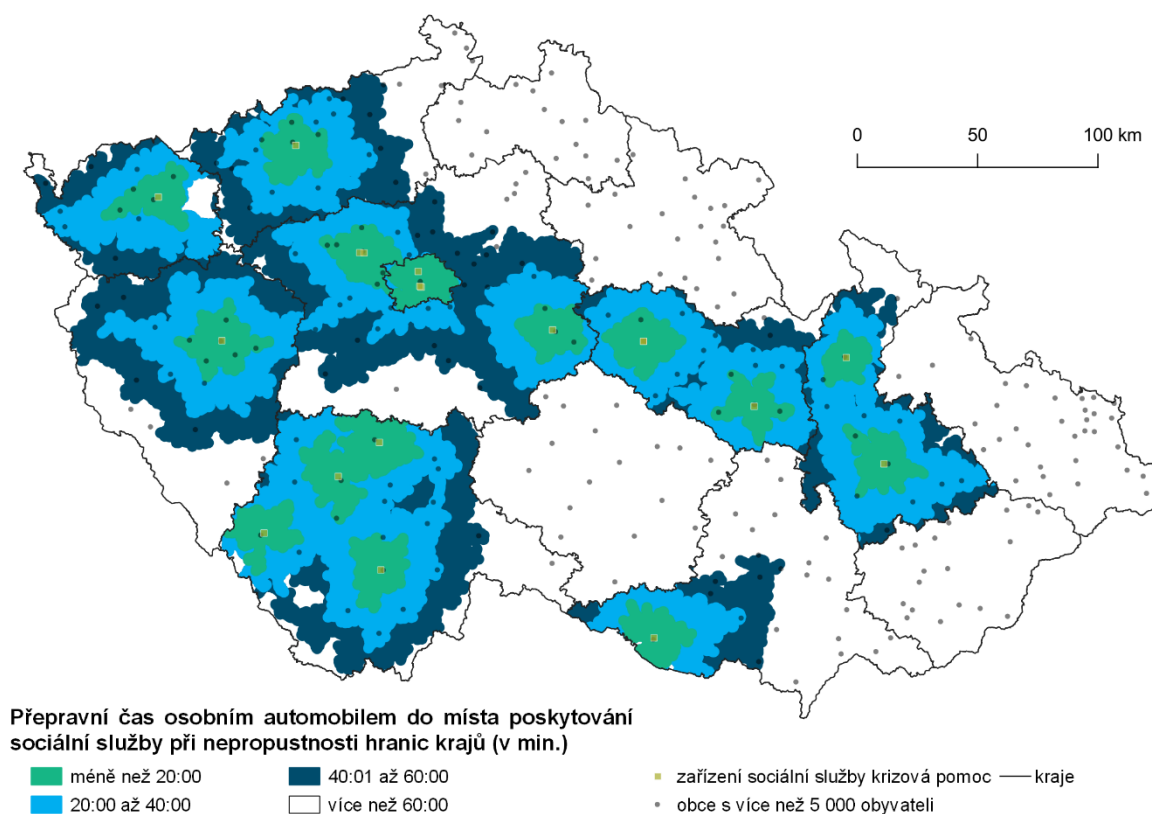 0 50 100 km
Přepravní čas osobním automobilem do místa poskytování
sociální služby při nepropustnosti hranic krajů (v min.)
méně než 20:00
20:00 až 40:00
40:01 až 60:00
více než 60:00
zařízení sociální služby krizová pomoc
kraje
obce s více než 5 000 obyvateli